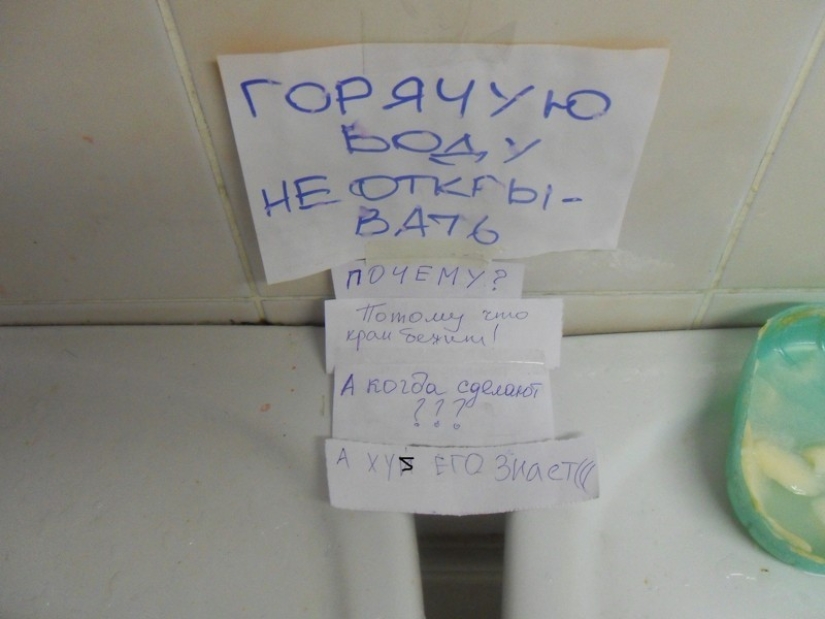 ГОРЯЧУЮ
ВОДУ
НЕ ОТКРЫ-
ВАТЬ
ПОЧЕМУ?
Потому что
кран бежит!
А когда сделают
???
А ХУЙ ЕГО ЗНАЕТ(((